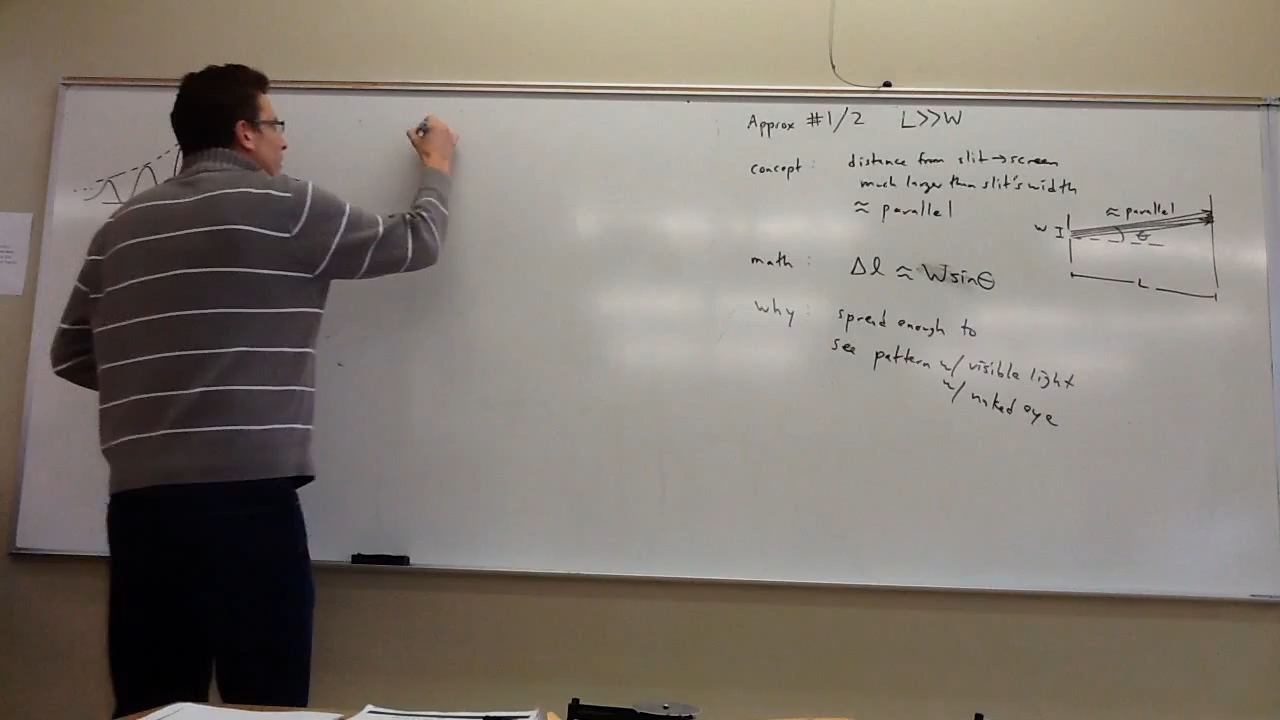 Approx #1/2 L>>W
concept: distance from slit→screen
much larger than slit's width
≈ parallel
≈ parallel
W
θ
L
math: Δl ≈ Wsinθ
why: spread enough to
see pattern w/ visible light
w/ naked eye